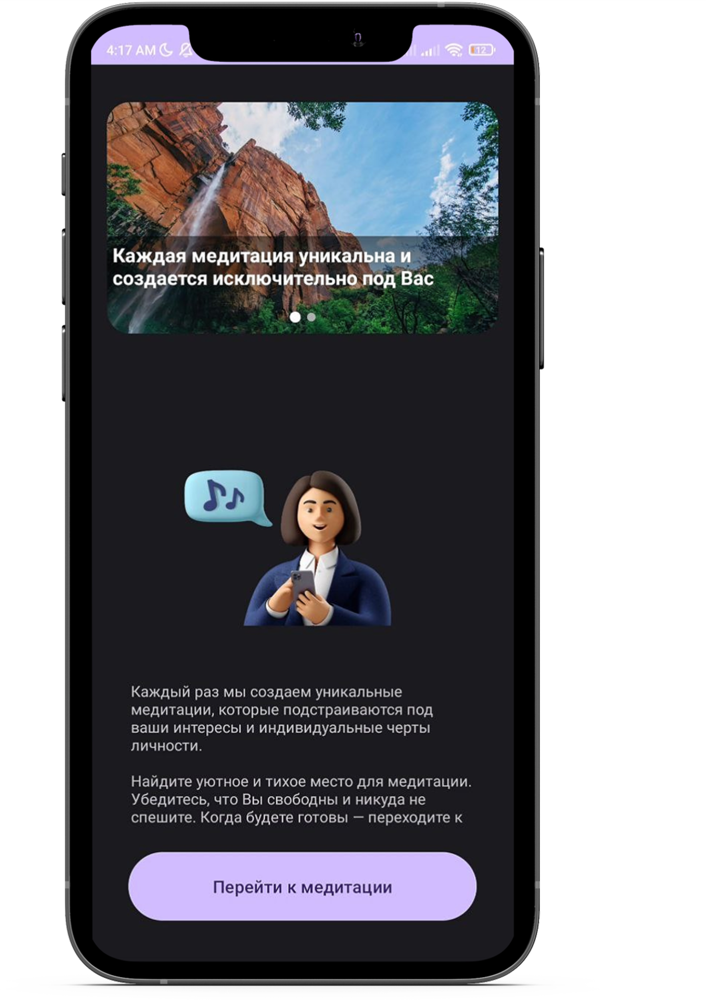 4:17 AM
12
Каждая медитация уникальна и
создается исключительно под Вас
Каждый раз мы создаем уникальные
медитации, которые подстраиваются под
ваши интересы и индивидуальные черты
личности.
Найдите уютное и тихое место для медитации.
Убедитесь, что Вы свободны и никуда не
спешите. Когда будете готовы — переходите к
Перейти к медитации